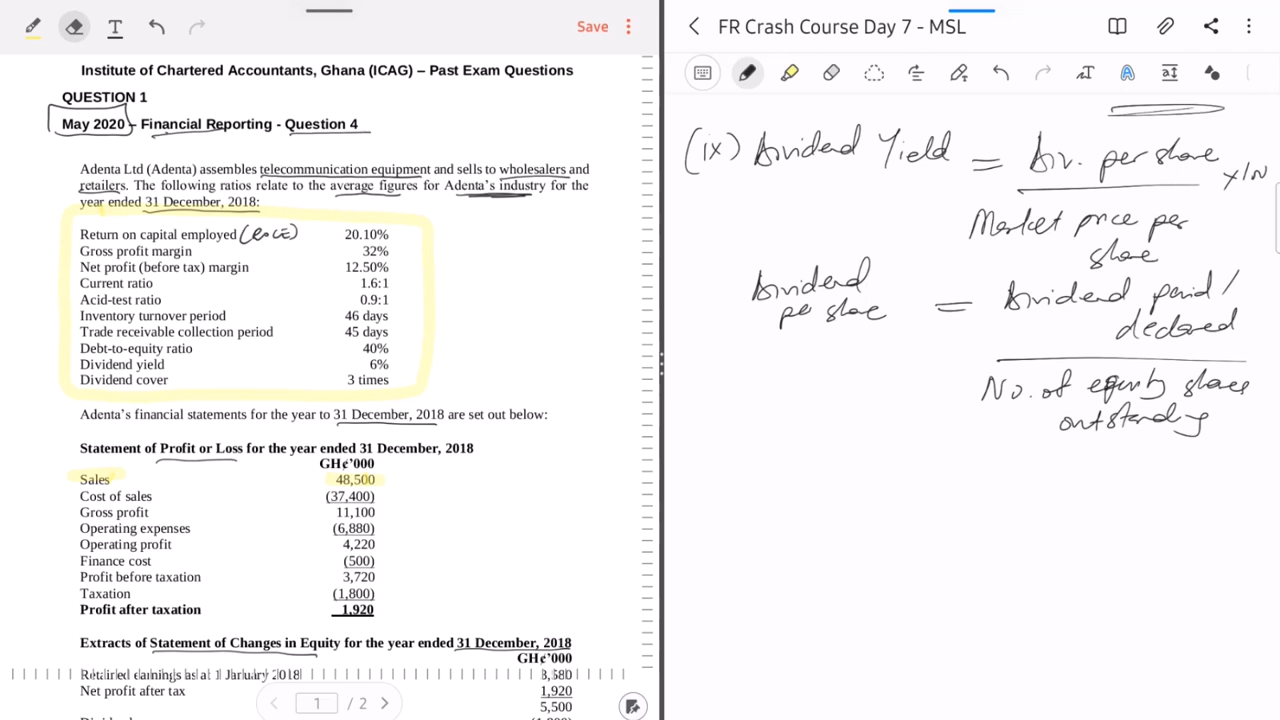 Save
Institute of Chartered Accountants, Ghana (ICAG) – Past Exam Questions
QUESTION 1
May 2020 – Financial Reporting - Question 4
Adenta Ltd (Adenta) assembles telecommunication equipment and sells to wholesalers and
retailers. The following ratios relate to the average figures for Adenta's industry for the
year ended 31 December, 2018:
Return on capital employed (ROCE) 20.10%
Gross profit margin 32%
Net profit (before tax) margin 12.50%
Current ratio 1.6:1
Acid-test ratio 0.9:1
Inventory turnover period 46 days
Trade receivable collection period 45 days
Debt-to-equity ratio 40%
Dividend yield 6%
Dividend cover 3 times
Adenta's financial statements for the year to 31 December, 2018 are set out below:
Statement of Profit or Loss for the year ended 31 December, 2018
GH¢'000
Sales 48,500
Cost of sales (37,400)
Gross profit 11,100
Operating expenses (6,880)
Operating profit 4,220
Finance cost (500)
Profit before taxation 3,720
Taxation (1,800)
Profit after taxation 1,920
Extracts of Statement of Changes in Equity for the year ended 31 December, 2018
GH¢'000
Retained earnings as at 1 January 2018 3,580
Net profit after tax 1,920
5,500
1 / 2
FR Crash Course Day 7 - MSL
(ix) Dividend Yield = Div. per share
Market price per
share
Dividend
per share = Dividend paid /
declared
No. of equity shares
outstanding